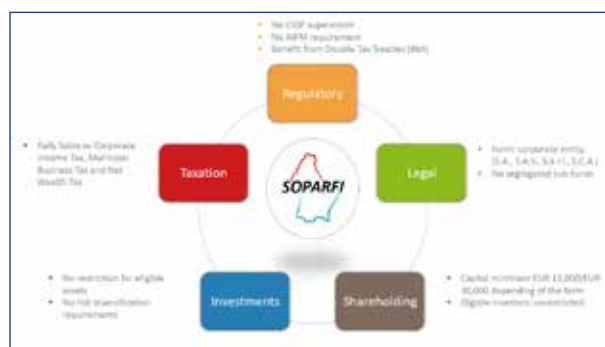 No CSSF supervision
No AIFM requirement
Benefit from Double Tax Treaties
Regulatory
Fully liable to Corporate
Income Tax, Municipal
Business Tax and Net
Wealth Tax
Taxation
SOPARFI
Legal
Form: corporate entity
(S.A., S.A.S., S.à r.l., S.C.A.)
No segregated sub-funds
No restriction for eligible
assets
No risk diversification
requirements
Investments
Shareholding
Capital minimum EUR 12,000/EUR
30,000 depending of the form
Eligible investors: unrestricted